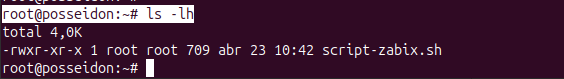 root@posseidon:~# ls -lh
total 4,0K
-rwxr-xr-x 1 root root 709 abr 23 10:42 script-zabix.sh
root@posseidon:~#